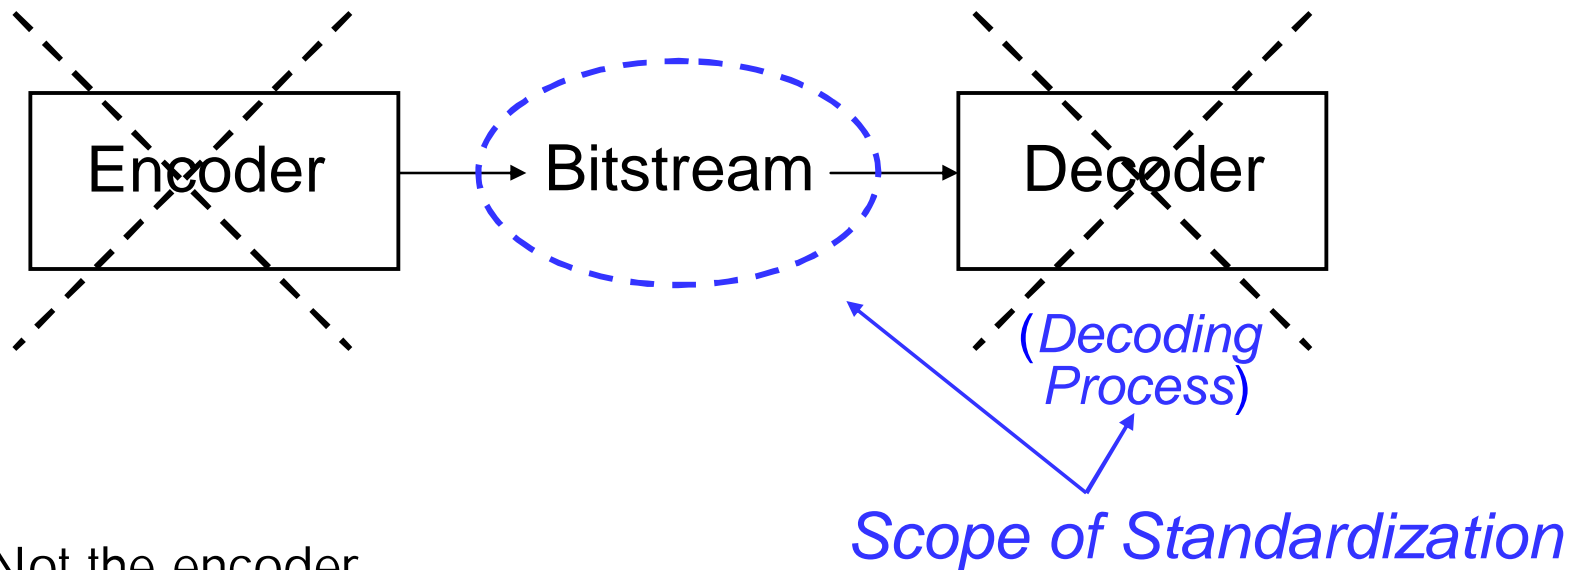 Encoder
Bitstream
Decoder
(Decoding
Process)
Scope of Standardization
Not the encoder